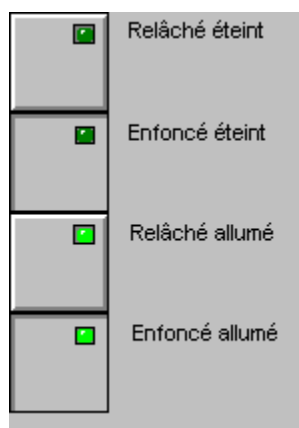 Relâché éteint
Enfoncé éteint
Relâché allumé
Enfoncé allumé